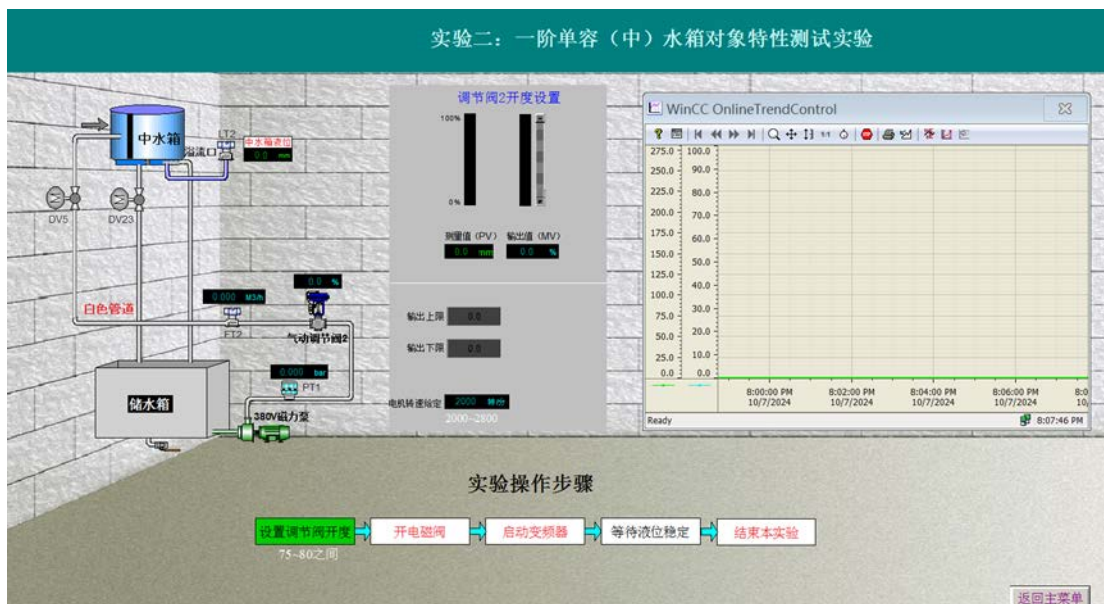 实验二：一阶单容（中）水箱对象特性测试实验
中水箱
溢流口
LT2
中水箱液位
0.0 mm
DV5
DV23
白色管道
0.000 M3/h
FT2
0.0 %
气动调节阀2
0.000 bar
PT1
储水箱
380V磁力泵
调节阀2开度设置
100%
0%
测量值（PV）
输出值（MV）
0.0 mm
0.0 %
输出上限
0.0
输出下限
0.0
电机转速给定
2000 转/分
2000~2800
WinCC OnlineTrendControl
275.0
250.0
225.0
200.0
175.0
150.0
125.0
100.0
75.0
50.0
25.0
0.0
100.0
90.0
80.0
70.0
60.0
50.0
40.0
30.0
20.0
10.0
0.0
8:00:00 PM
10/7/2024
8:02:00 PM
10/7/2024
8:04:00 PM
10/7/2024
8:06:00 PM
10/7/2024
8:0
10/
Ready
8:07:46 PM
实验操作步骤
设置调节阀开度
开电磁阀
启动变频器
等待液位稳定
结束本实验
75~80之间
返回主菜单